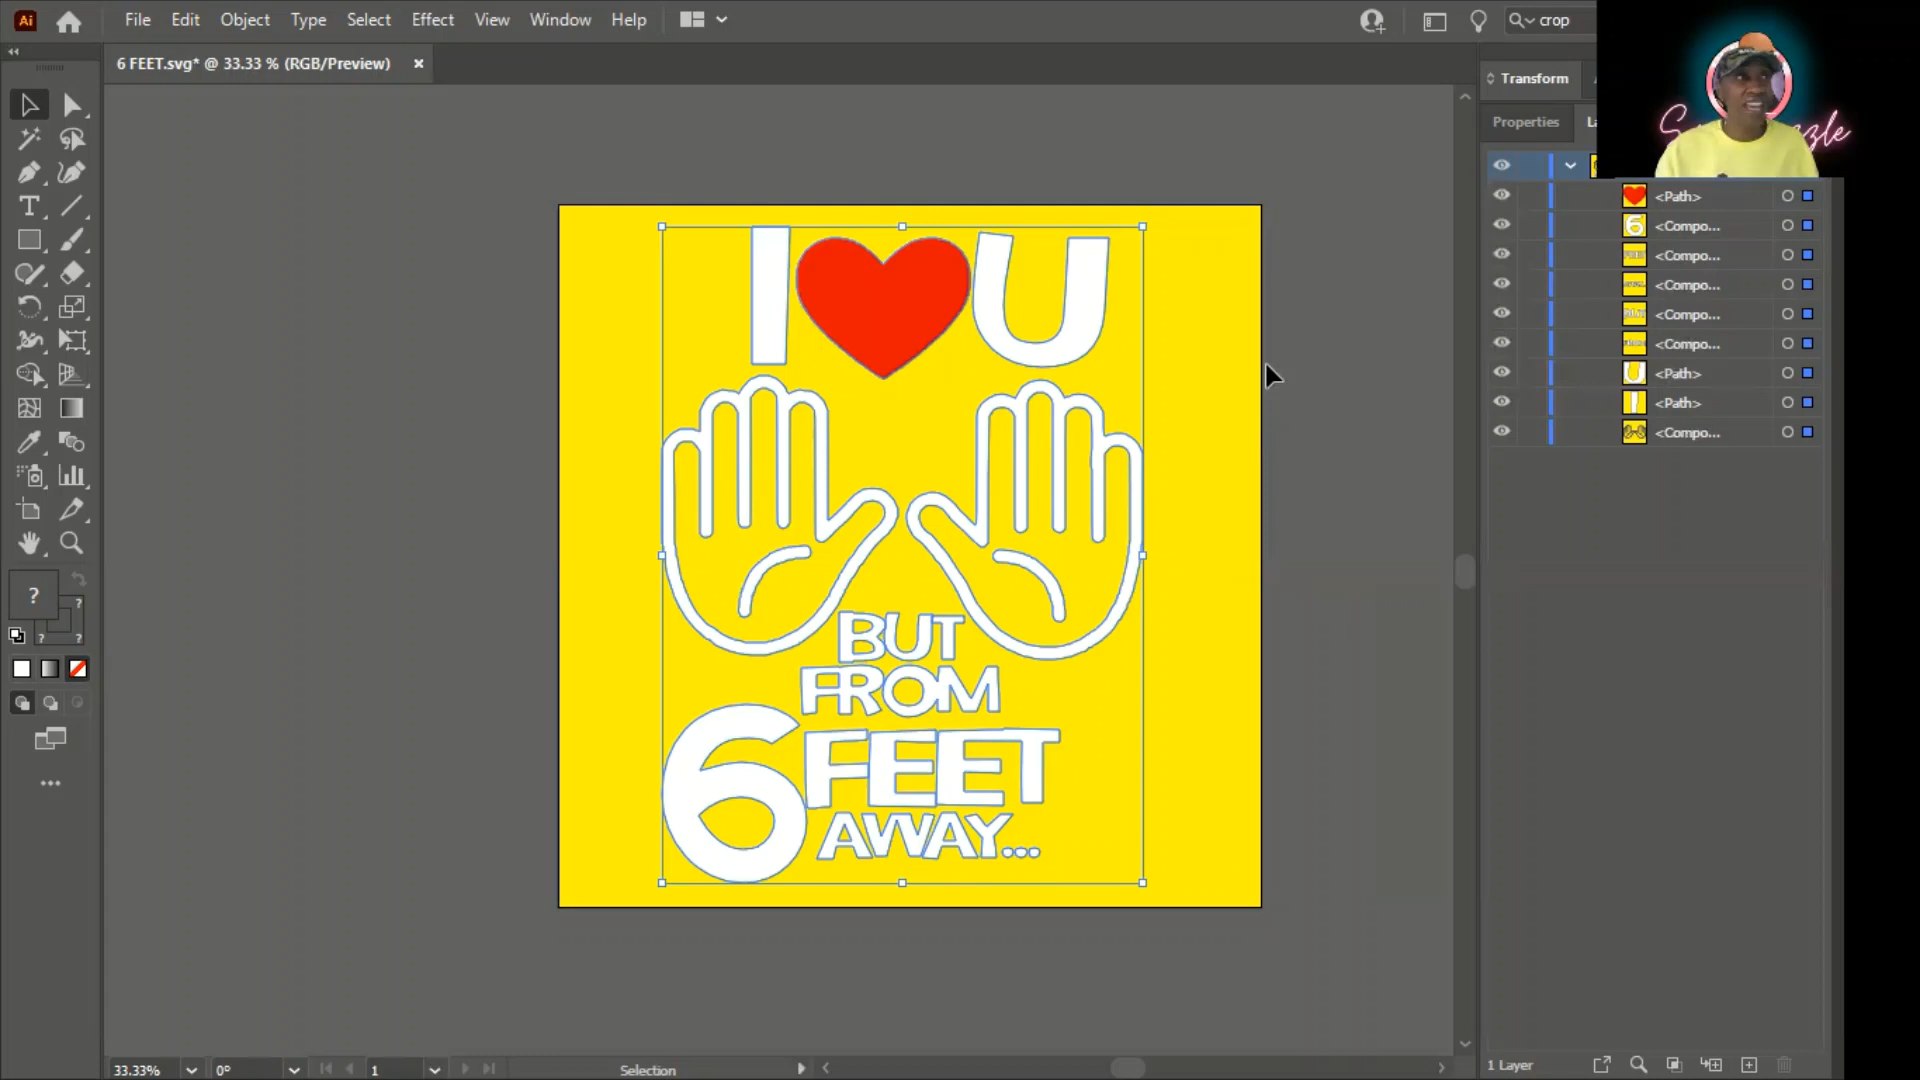 Ai File Edit Object Type Select Effect View Window Help crop
6 FEET.svg* @ 33.33 % (RGB/Preview) ×
Transform
Properties
<Path>
<Compo...
<Compo...
<Compo...
<Compo...
<Compo...
<Path>
<Path>
<Compo...
I U
BUT
FROM
6 FEET
AWAY...
33.33% 0° 1 Selection
1 Layer